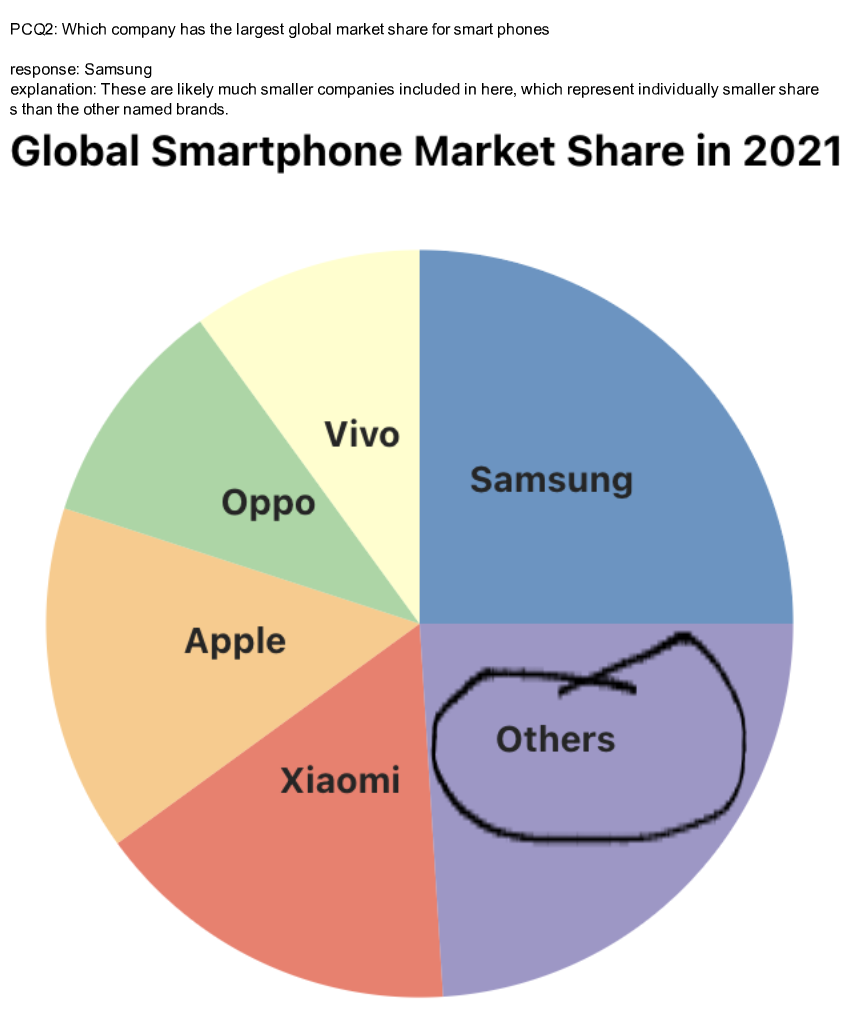 PCQ2: Which company has the largest global market share for smart phones
response: Samsung
explanation: These are likely much smaller companies included in here, which represent individually smaller share
s than the other named brands.
Global Smartphone Market Share in 2021
Vivo
Samsung
Oppo
Apple
Others
Xiaomi